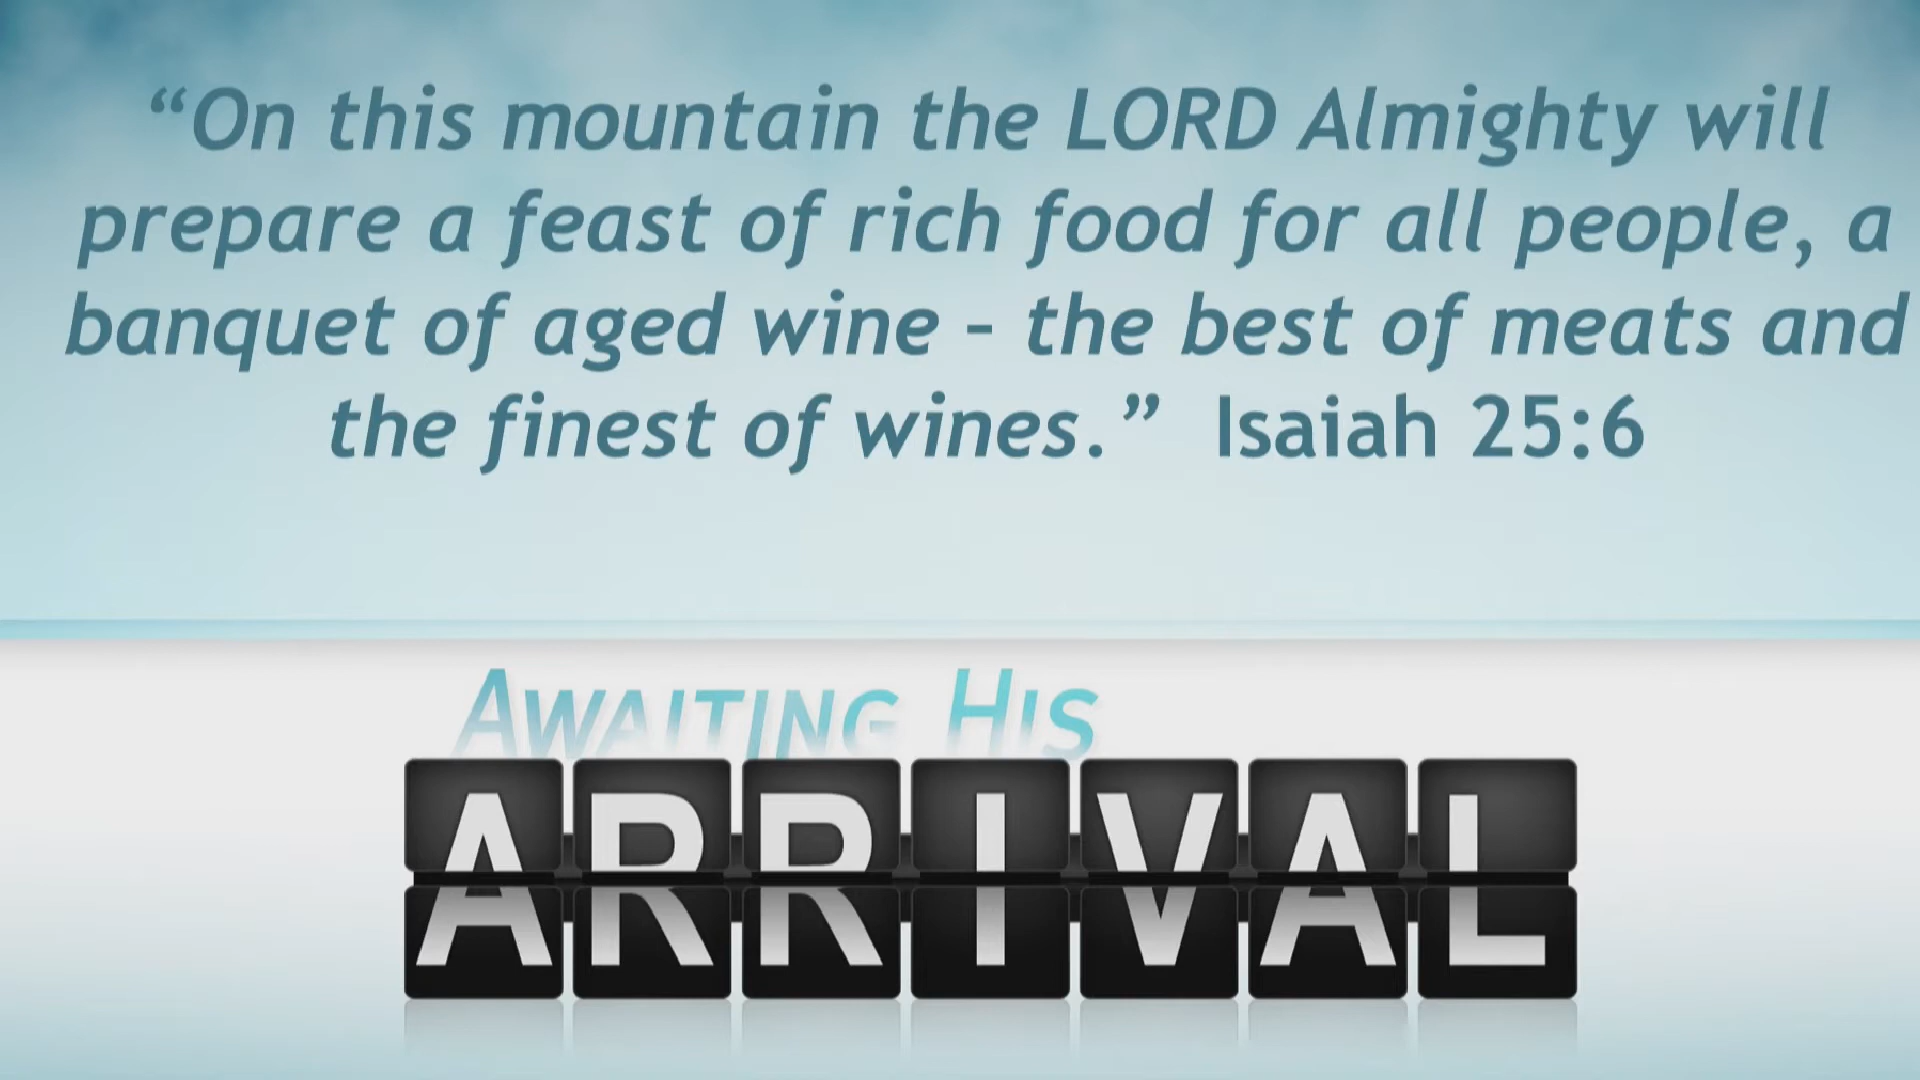 “On this mountain the LORD Almighty will
prepare a feast of rich food for all people, a
banquet of aged wine – the best of meats and
the finest of wines.” Isaiah 25:6
AWAITING HIS
ARRIVAL